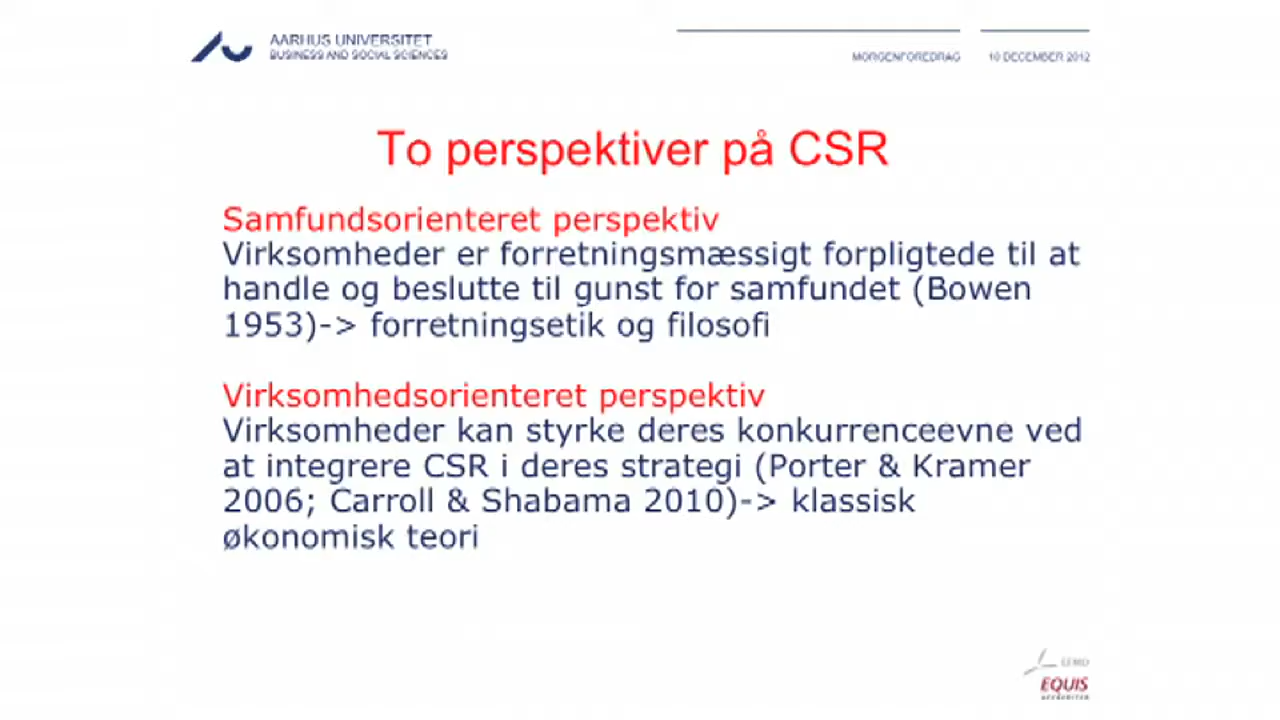 AARHUS UNIVERSITET
BUSINESS AND SOCIAL SCIENCES
MORGENFOREDRAG
10 DECEMBER 2012
To perspektiver på CSR
Samfundsorienteret perspektiv
Virksomheder er forretningsmæssigt forpligtede til at
handle og beslutte til gunst for samfundet (Bowen
1953)-> forretningsetik og filosofi
Virksomhedsorienteret perspektiv
Virksomheder kan styrke deres konkurrenceevne ved
at integrere CSR i deres strategi (Porter & Kramer
2006; Carroll & Shabama 2010)-> klassisk
økonomisk teori
EFMD
EQUIS
ACCREDITED